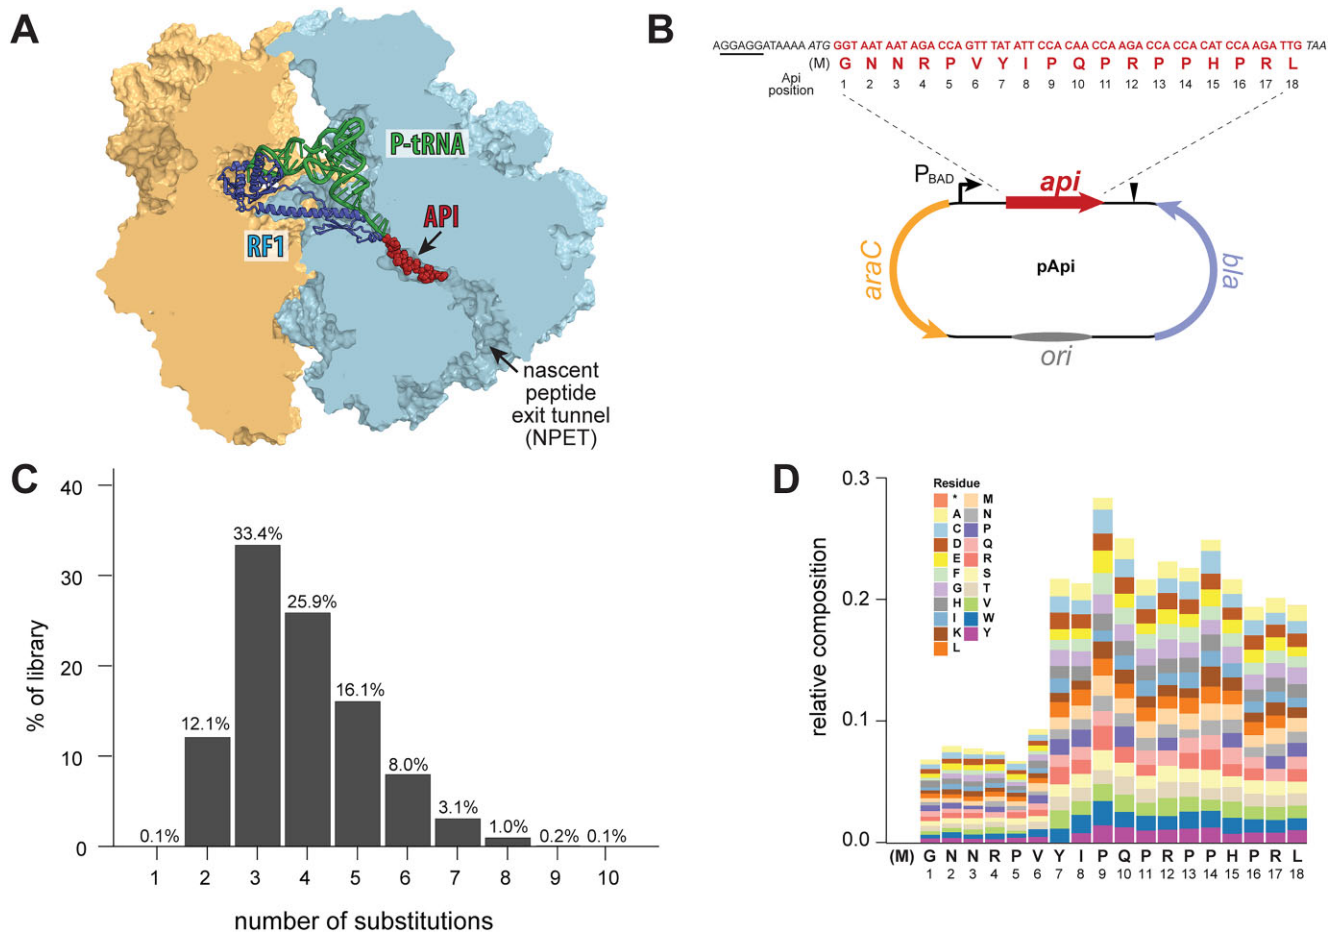 A
P-tRNA
API
RF1
nascent
peptide
exit tunnel
(NPET)
B
AGGAGGATAAAA ATG GGT AAT AAT AGA CCA GTT TAT ATT CCA CAA CCA AGA CCA CCA CAT CCA AGA TTG TAA
(M) G N N R P V Y I P Q P R P P H P R L
Api
position
1 2 3 4 5 6 7 8 9 10 11 12 13 14 15 16 17 18
PBAD
api
araC
pApi
bla
ori
C
% of library
40
30
20
10
0
0.1%
12.1%
33.4%
25.9%
16.1%
8.0%
3.1%
1.0%
0.2%
0.1%
1 2 3 4 5 6 7 8 9 10
number of substitutions
D
relative composition
0.3
0.2
0.1
0.0
Residue
* M
A N
C P
D Q
E R
F S
G T
H V
I W
K Y
L
(M) G N N R P V Y I P Q P R P P H P R L
1 2 3 4 5 6 7 8 9 10 11 12 13 14 15 16 17 18